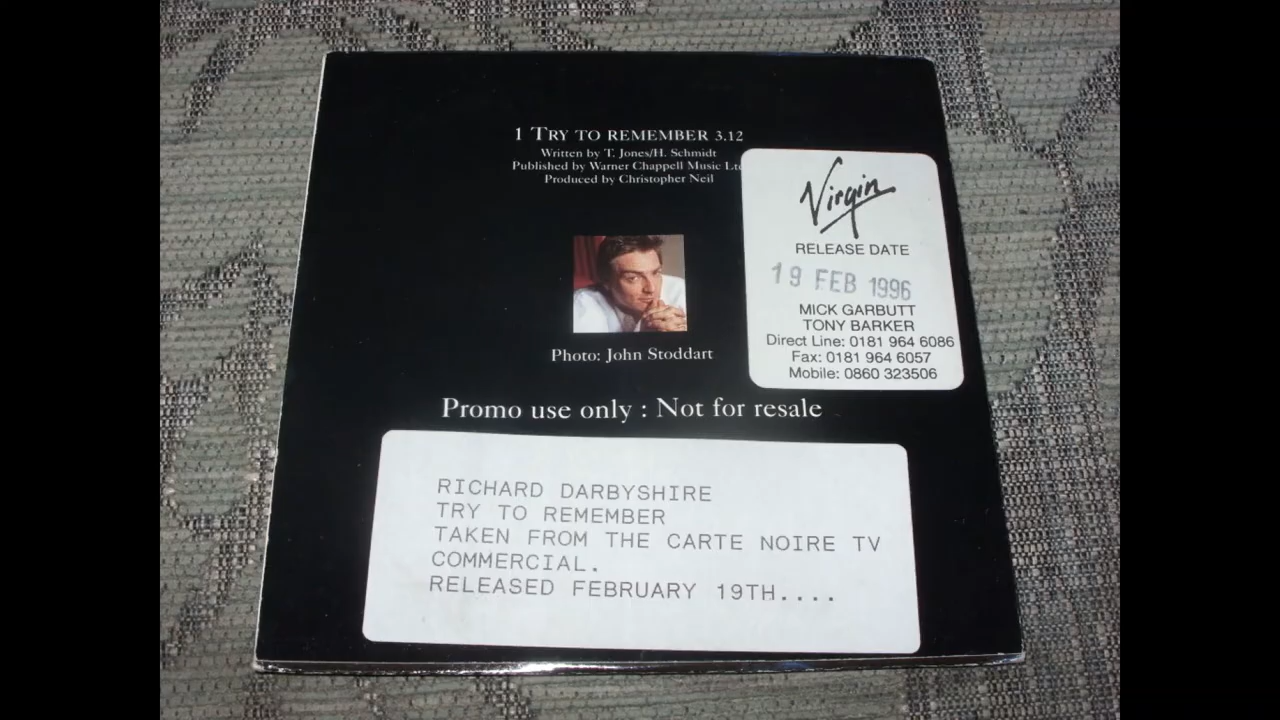 1 TRY TO REMEMBER 3.12
Written by T. Jones/H. Schmidt
Published by Warner Chappell Music Ltd
Produced by Christopher Neil
Virgin
RELEASE DATE
19 FEB 1996
MICK GARBUTT
TONY BARKER
Direct Line: 0181 964 6086
Fax: 0181 964 6057
Mobile: 0860 323506
Photo: John Stoddart
Promo use only : Not for resale
RICHARD DARBYSHIRE
TRY TO REMEMBER
TAKEN FROM THE CARTE NOIRE TV
COMMERCIAL.
RELEASED FEBRUARY 19TH....